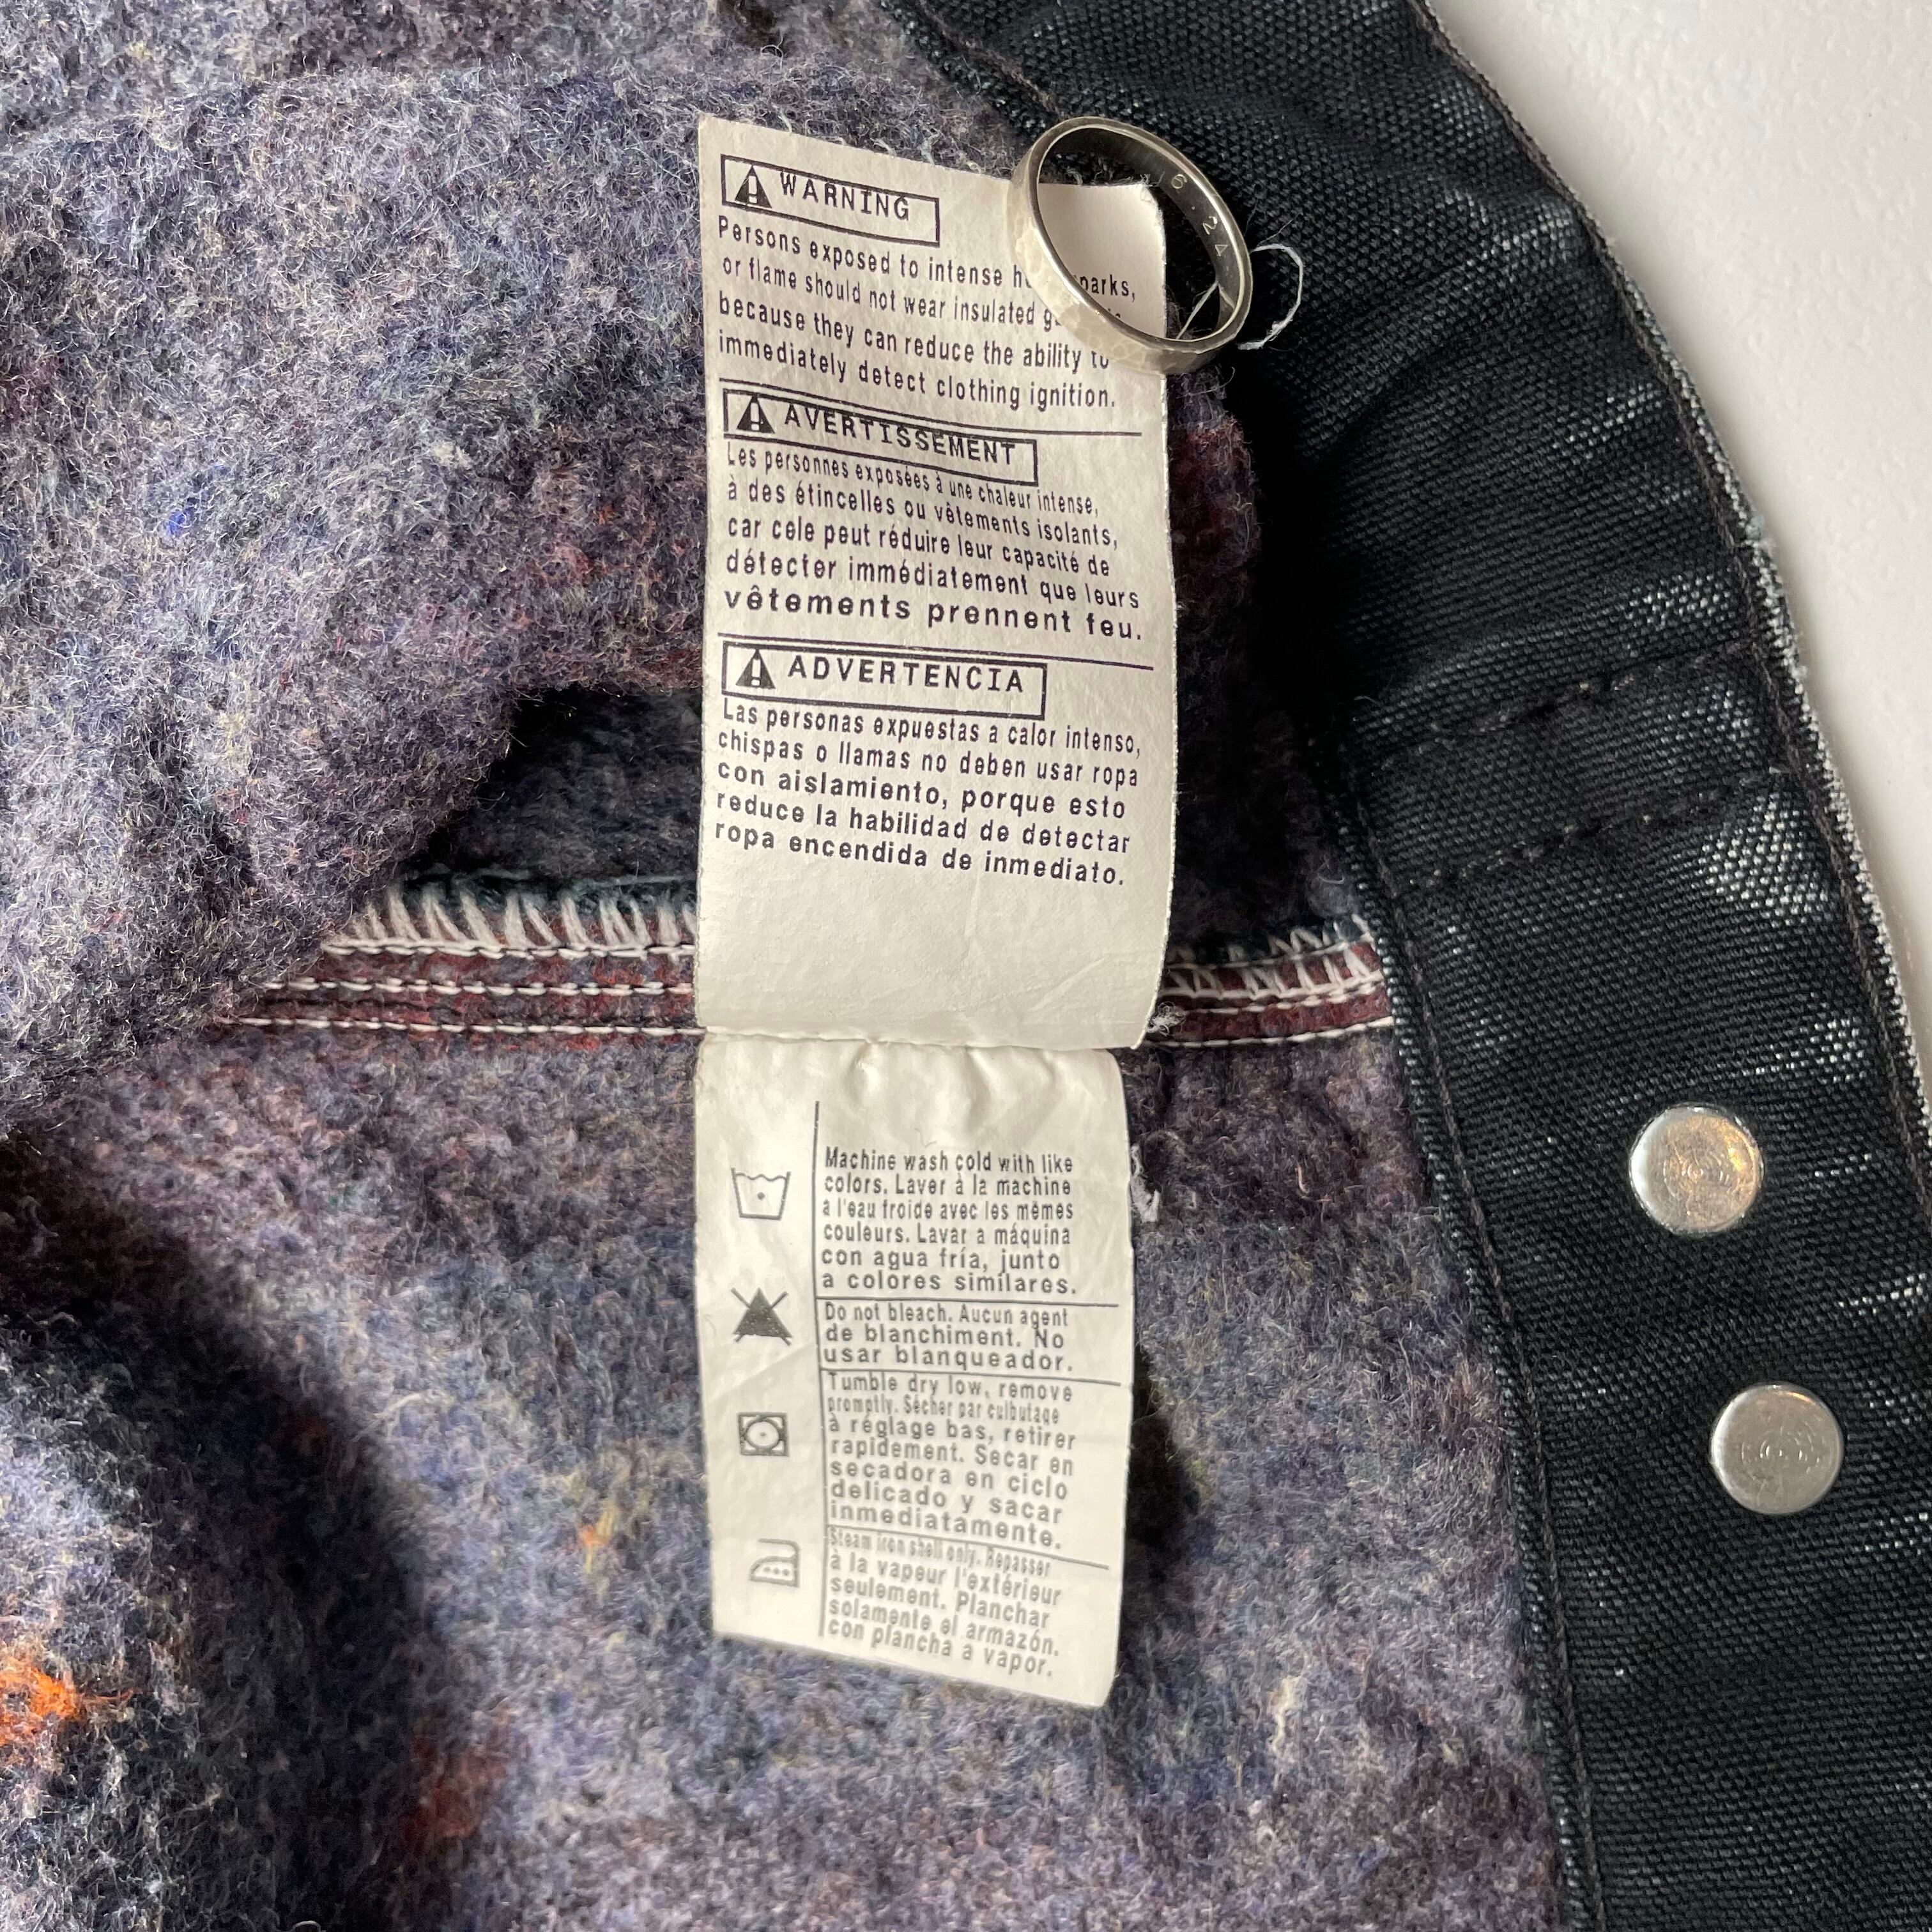 WARNING
Persons exposed to intense parks,
or flame should not wear insulated
because they can reduce the ability to
immediately detect clothing ignition.
AVERTISSEMENT
Les personnes exposées à une chaleur intense,
à des étincelles ou vêtements isolants,
car cele peut réduire leur capacité de
détecter immédiatement que leurs
vêtements prennent feu.
ADVERTENCIA
Las personas expuestas a calor intenso,
chispas o llamas no deben usar ropa
con aislamiento, porque esto
reduce la habilidad de detectar
ropa encendida de inmediato.
6.24
Machine wash cold with like
colors. Laver à la machine
à l'eau froide avec les mêmes
couleurs. Lavar a máquina
con agua fría, junto
a colores similares.
Do not bleach. Aucun agent
de blanchiment. No
usar blanqueador.
Tumble dry low, remove
promptly. Sécher par culbutage
à réglage bas, retirer
rapidement. Secar en
secadora en ciclo
delicado y sacar
inmediatamente.
Steam iron shell only. Repasser
à la vapeur l'extérieur
seulement. Planchar
solamente el armazón.
con plancha a vapor.